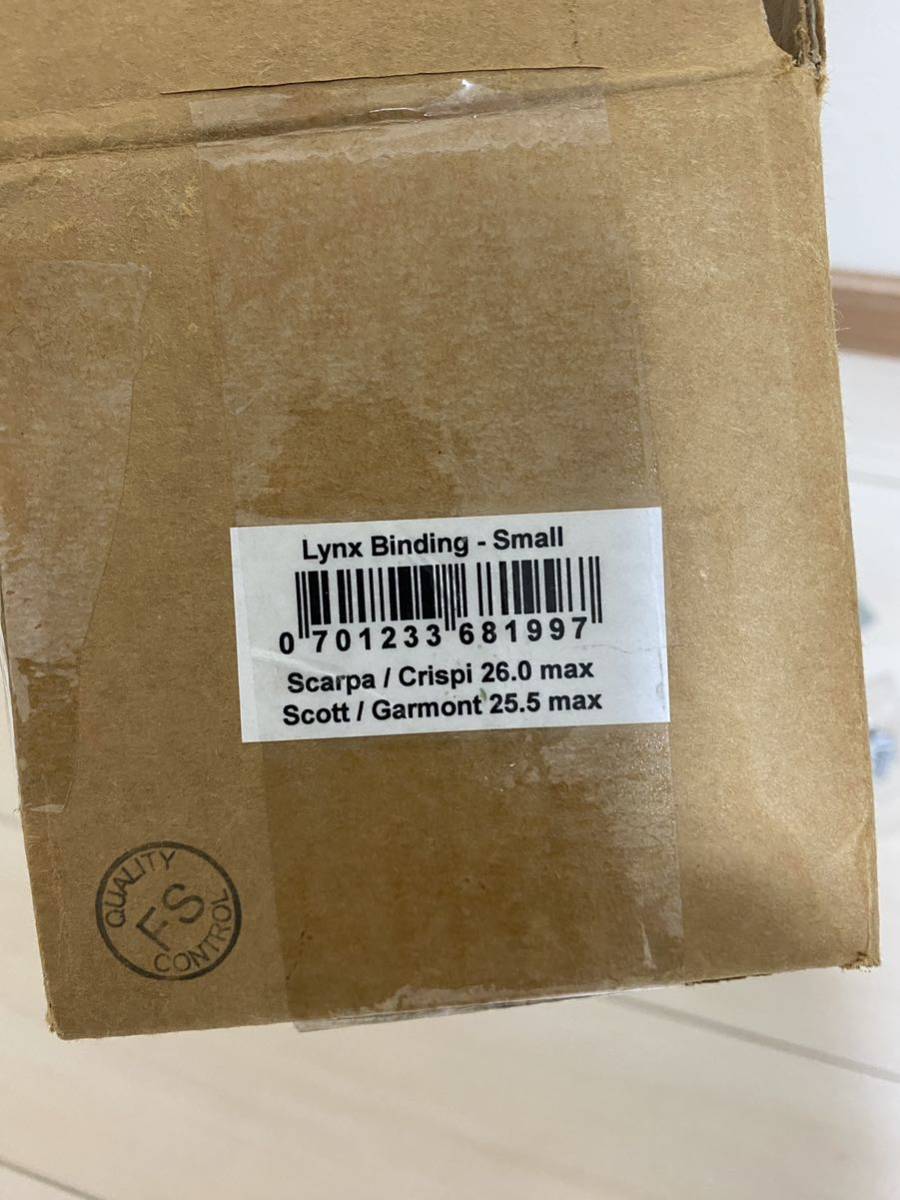 Lynx Binding - Small
0 701233 681997
Scarpa / Crispi 26.0 max
Scott / Garmont 25.5 max
QUALITY
FS
CONTROL